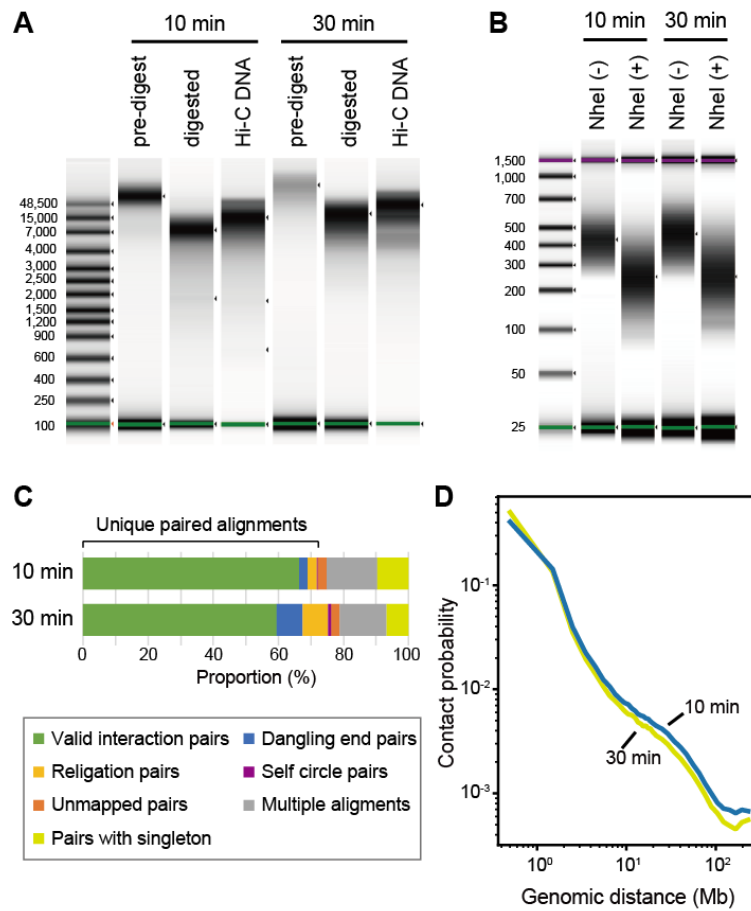 A
10 min
30 min
pre-digest
digested
Hi-C DNA
pre-digest
digested
Hi-C DNA
48,500
15,000
7,000
4,000
3,000
2,500
2,000
1,500
1,200
900
600
400
250
100
B
10 min
30 min
NheI (-)
NheI (+)
NheI (-)
NheI (+)
1,500
1,000
700
500
400
300
200
100
50
25
C
Unique paired alignments
10 min
30 min
0 20 40 60 80 100
Proportion (%)
Valid interaction pairs
Dangling end pairs
Religation pairs
Self circle pairs
Unmapped pairs
Multiple aligments
Pairs with singleton
D
Contact probability
10⁻¹
10⁻²
10⁻³
10 min
30 min
10⁰ 10¹ 10²
Genomic distance (Mb)